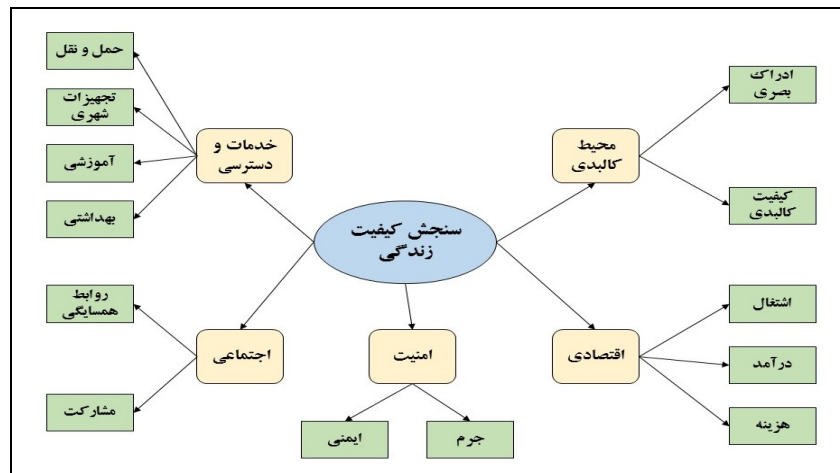 سنجش کیفیت
زندگی
محیط
کالبدی
ادراک
بصری
کیفیت
کالبدی
اقتصادی
اشتغال
درآمد
هزینه
امنیت
جرم
ایمنی
اجتماعی
روابط
همسایگی
مشارکت
خدمات و
دسترسی
حمل و نقل
تجهیزات
شهری
آموزشی
بهداشتی